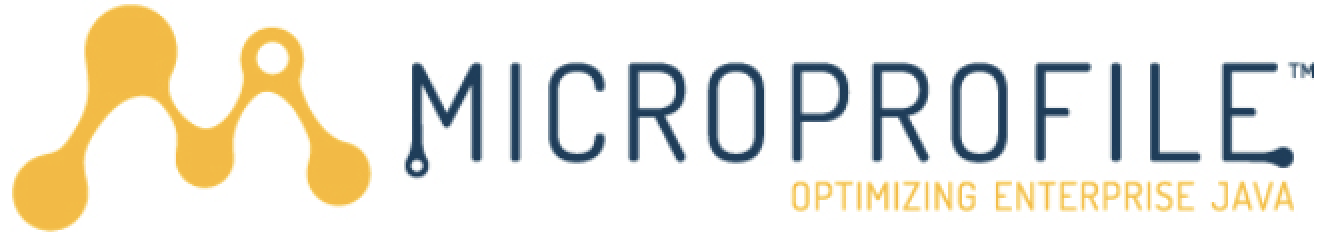 MICROPROFILE™
OPTIMIZING ENTERPRISE JAVA